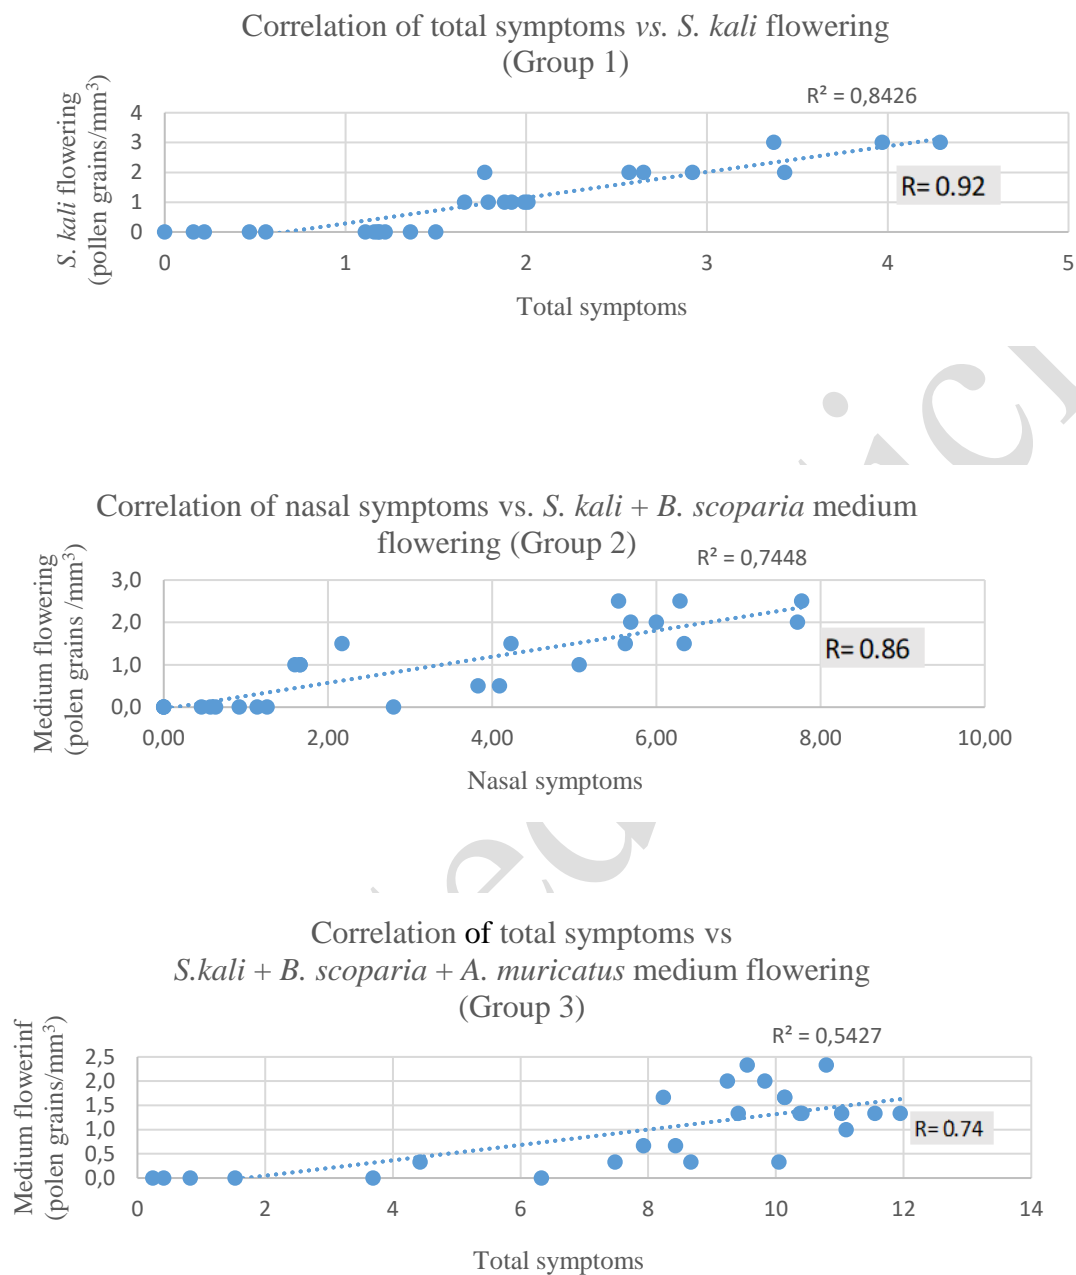 Correlation of total symptoms vs. S. kali flowering
(Group 1)
R² = 0,8426
S. kali flowering
(pollen grains/mm³)
4
3
2
1
0
R= 0.92
0 1 2 3 4 5
Total symptoms
Correlation of nasal symptoms vs. S. kali + B. scoparia medium
flowering (Group 2)
R² = 0,7448
Medium flowering
(polen grains /mm³)
3,0
2,0
1,0
0,0
R= 0.86
0,00 2,00 4,00 6,00 8,00 10,00
Nasal symptoms
Correlation of total symptoms vs
S.kali + B. scoparia + A. muricatus medium flowering
(Group 3)
R² = 0,5427
Medium flowerinf
(polen grains/mm³)
2,5
2,0
1,5
1,0
0,5
0,0
R= 0.74
0 2 4 6 8 10 12 14
Total symptoms